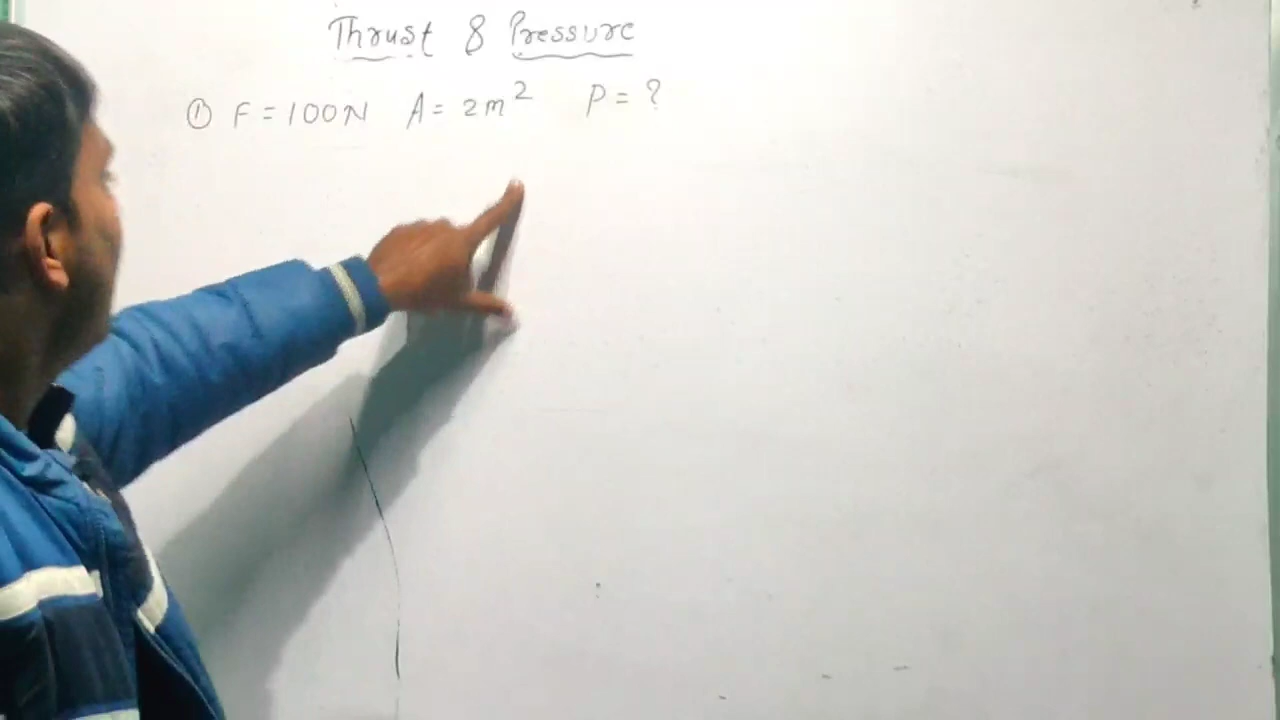 Thrust & Pressure
① F = 100N A = 2m² P = ?